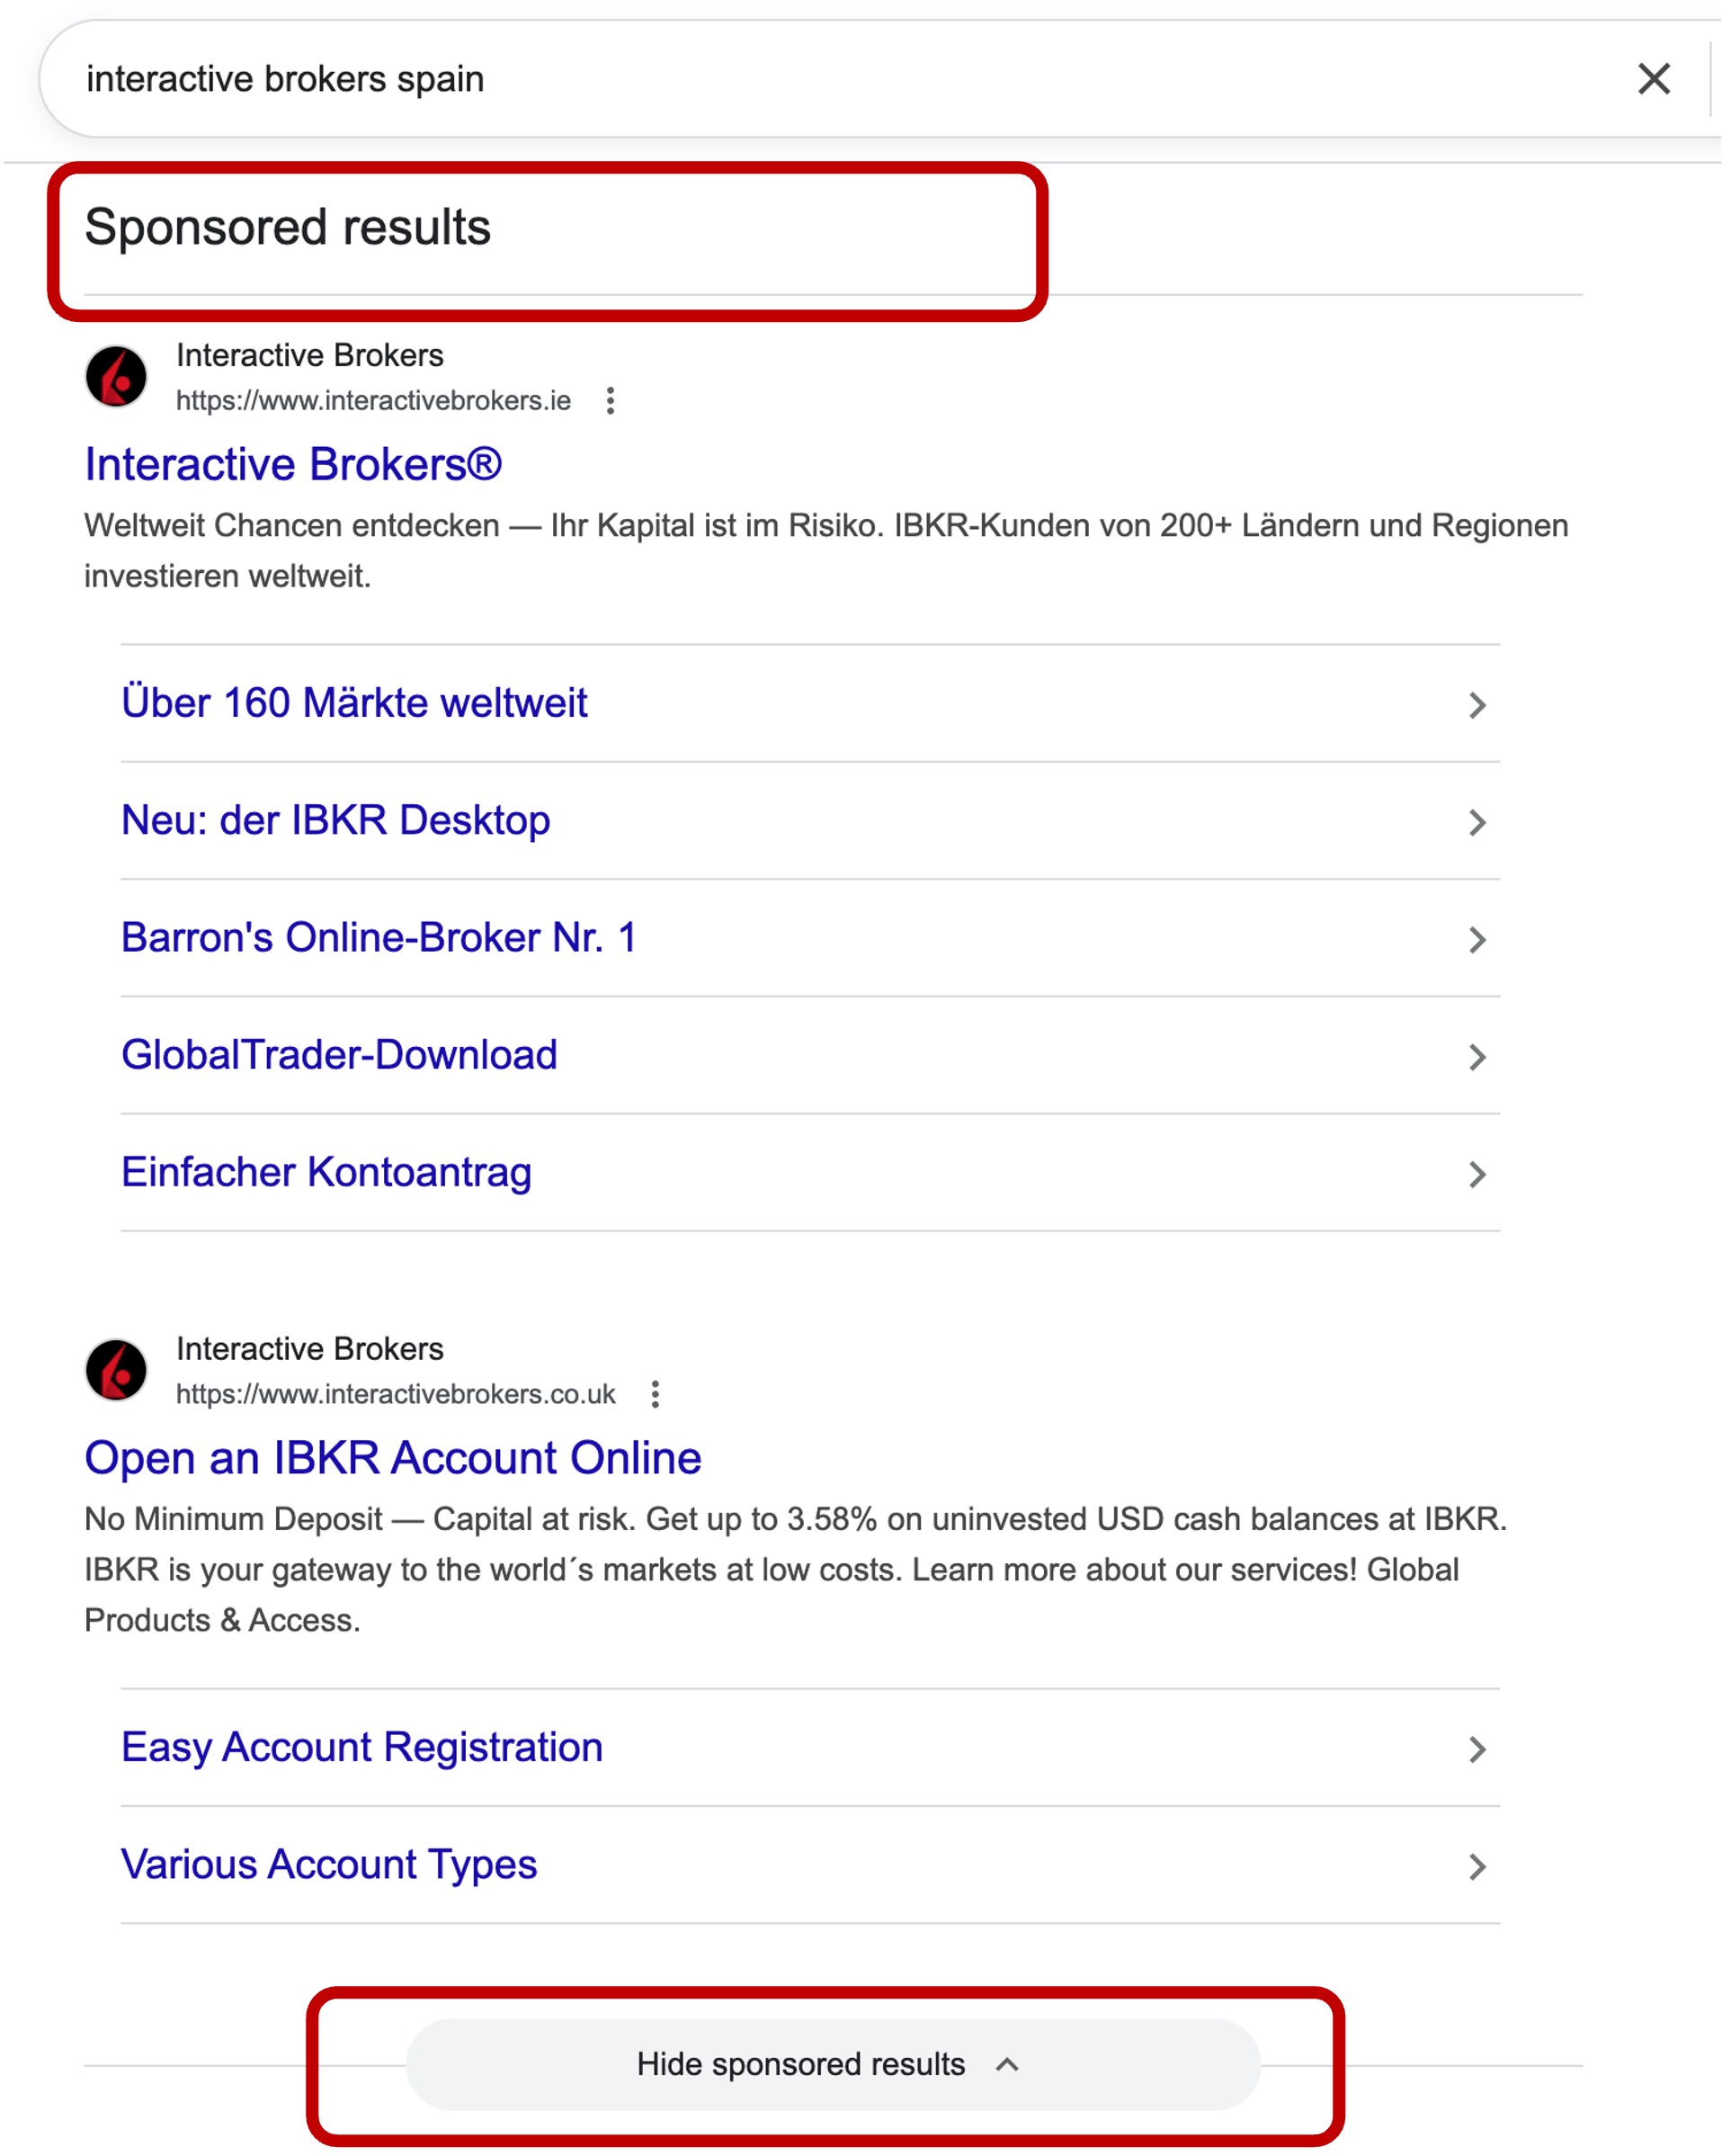 interactive brokers spain
Sponsored results
Interactive Brokers
https://www.interactivebrokers.ie
Interactive Brokers®
Weltweit Chancen entdecken — Ihr Kapital ist im Risiko. IBKR-Kunden von 200+ Ländern und Regionen
investieren weltweit.
Über 160 Märkte weltweit
Neu: der IBKR Desktop
Barron's Online-Broker Nr. 1
GlobalTrader-Download
Einfacher Kontoantrag
Interactive Brokers
https://www.interactivebrokers.co.uk
Open an IBKR Account Online
No Minimum Deposit — Capital at risk. Get up to 3.58% on uninvested USD cash balances at IBKR.
IBKR is your gateway to the world´s markets at low costs. Learn more about our services! Global
Products & Access.
Easy Account Registration
Various Account Types
Hide sponsored results